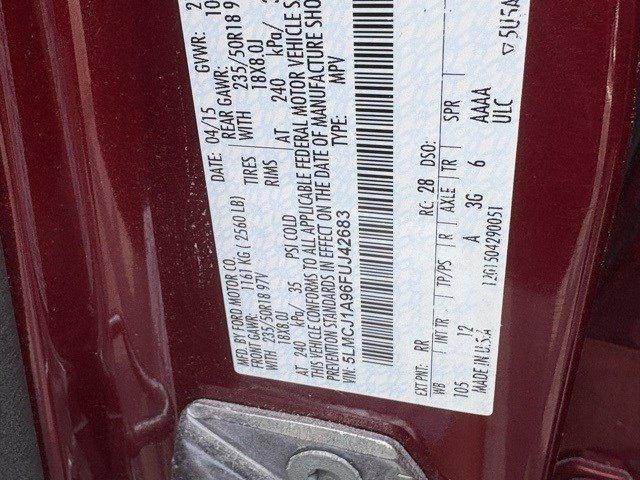 MFD. BY FORD MOTOR CO.
DATE: 04/15 GVWR:
FRONT GAWR: 1161 KG ( 2560 LB)
REAR GAWR:
WITH 235/50R18 97V TIRES
WITH 235/50R18 97
18X8.0J RIMS
18X8.0J
AT 240 kPa/ 35 PSI COLD
AT 240 kPa/
THIS VEHICLE CONFORMS TO ALL APPLICABLE FEDERAL MOTOR VEHICLE S
PREVENTION STANDARDS IN EFFECT ON THE DATE OF MANUFACTURE SHO
VIN: 5LMCJ1A96FUJ42683
TYPE: MPV
EXT PNT: RR RC: 28 DSO:
WB INT TR TP/PS R AXLE TR SPR
105 12 A 3G 6 AAAA
MADE IN U.S.A. 12G1504290051 ULC
▽5U5A